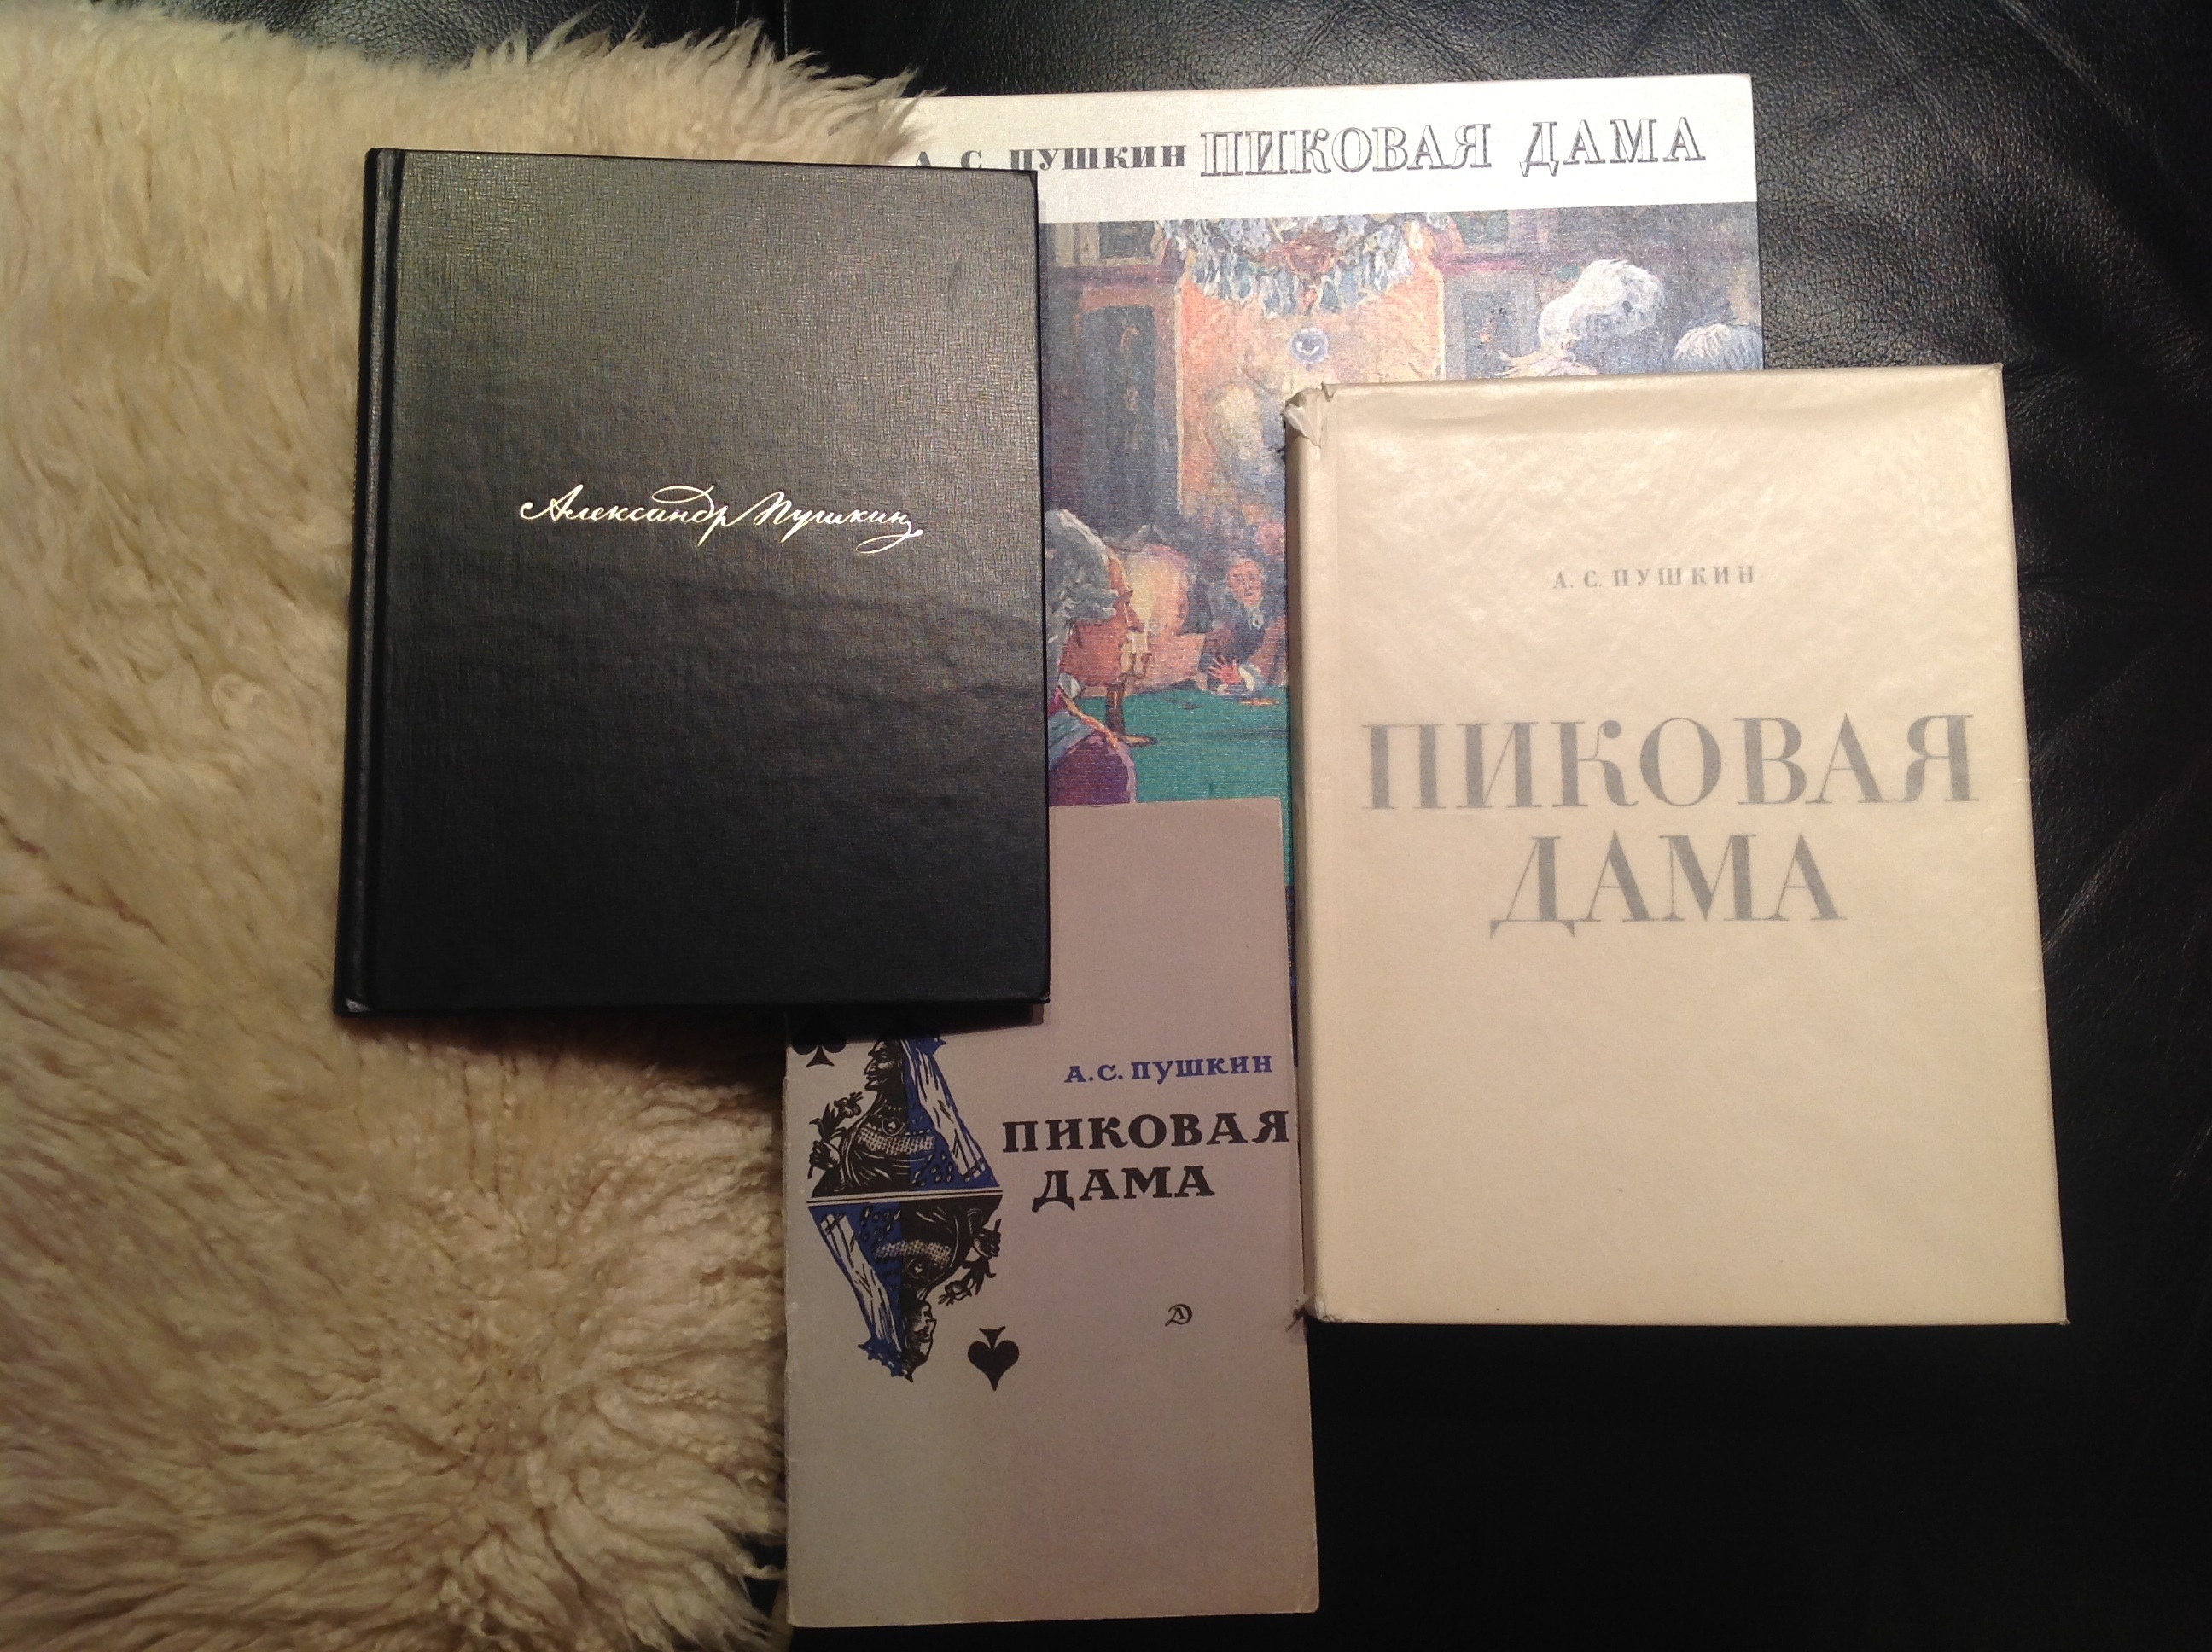 А. С. ПУШКИН ПИКОВАЯ ДАМА
Александр Пушкин
А. С. ПУШКИН
ПИКОВАЯ
ДАМА
А. С. ПУШКИН
ПИКОВАЯ
ДАМА